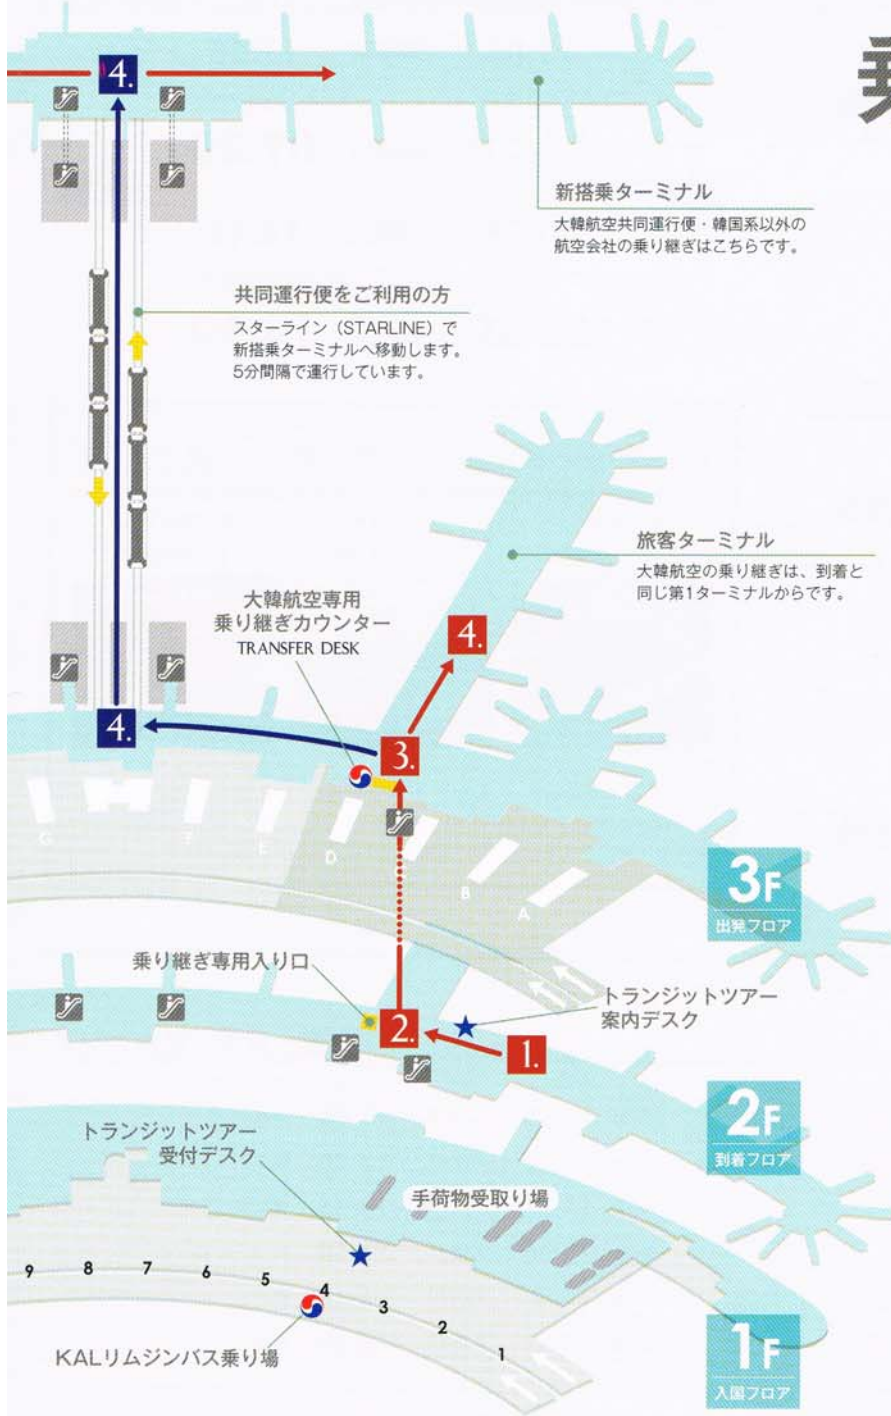 4.
新搭乗ターミナル
大韓航空共同運行便・韓国系以外の
航空会社の乗り継ぎはこちらです。
共同運行便をご利用の方
スターライン（STARLINE）で
新搭乗ターミナルへ移動します。
5分間隔で運行しています。
旅客ターミナル
大韓航空の乗り継ぎは、到着と
同じ第1ターミナルからです。
大韓航空専用
乗り継ぎカウンター
TRANSFER DESK
4.
4.
3.
G
F
E
D
C
B
A
3F
出発フロア
乗り継ぎ専用入り口
トランジットツアー
案内デスク
2.
1.
2F
到着フロア
トランジットツアー
受付デスク
手荷物受取り場
9 8 7 6 5 4 3 2 1
KALリムジンバス乗り場
1F
入国フロア